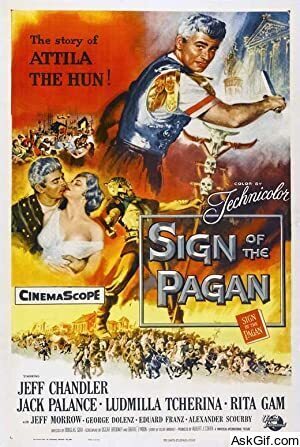 The story of
ATTILA
THE HUN!
COLOR BY
Technicolor
SIGN OF
THE
PAGAN
CINEMASCOPE
SIGN
OF THE
PAGAN
STARRING
JEFF CHANDLER
JACK PALANCE · LUDMILLA TCHERINA · RITA GAM
with JEFF MORROW · GEORGE DOLENZ · EDUARD FRANZ · ALEXANDER SCOURBY
AskGif.com